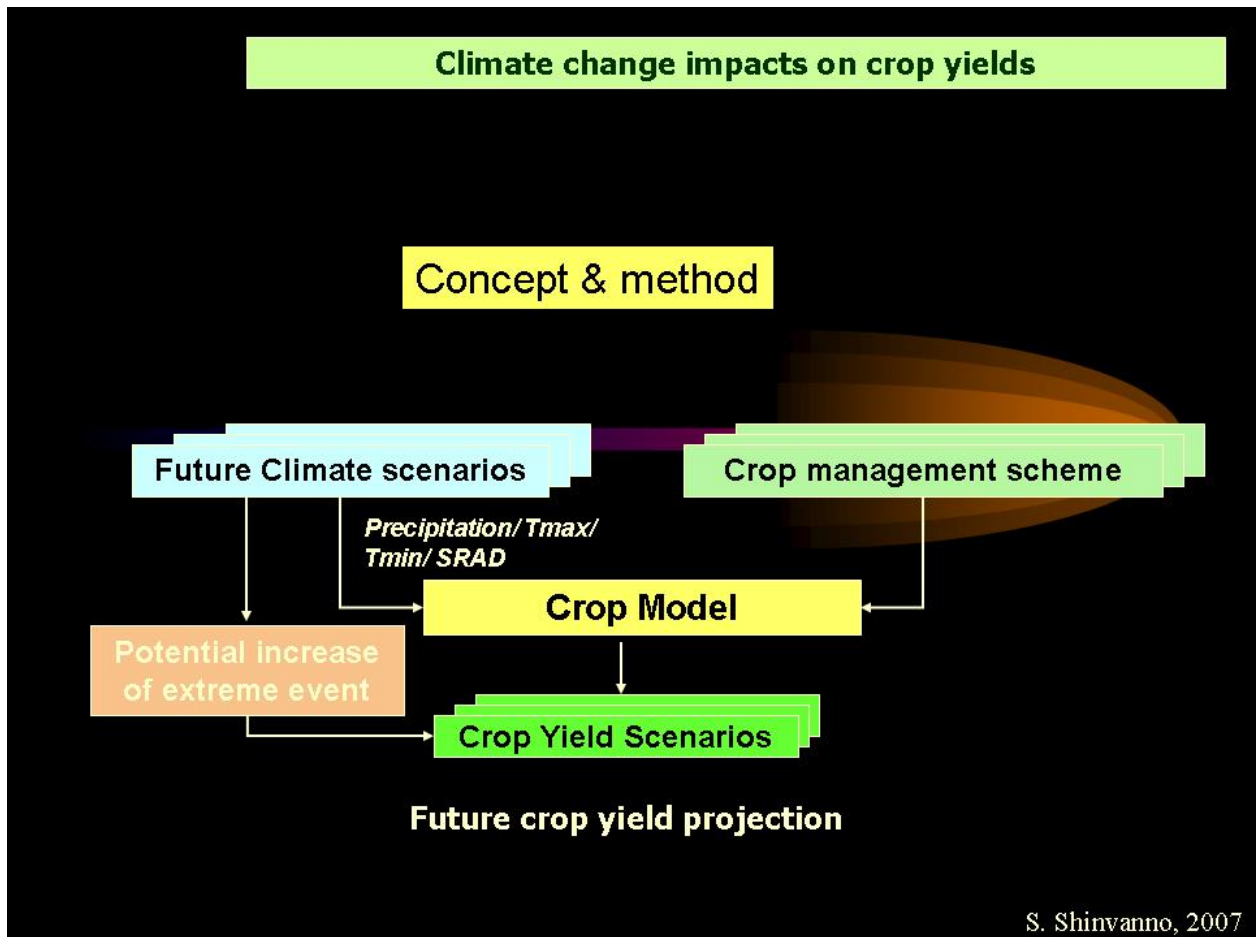 Climate change impacts on crop yields
Concept & method
Future Climate scenarios
Crop management scheme
Precipitation/ Tmax/
Tmin/ SRAD
Crop Model
Potential increase
of extreme event
Crop Yield Scenarios
Future crop yield projection
S. Shinvanno, 2007